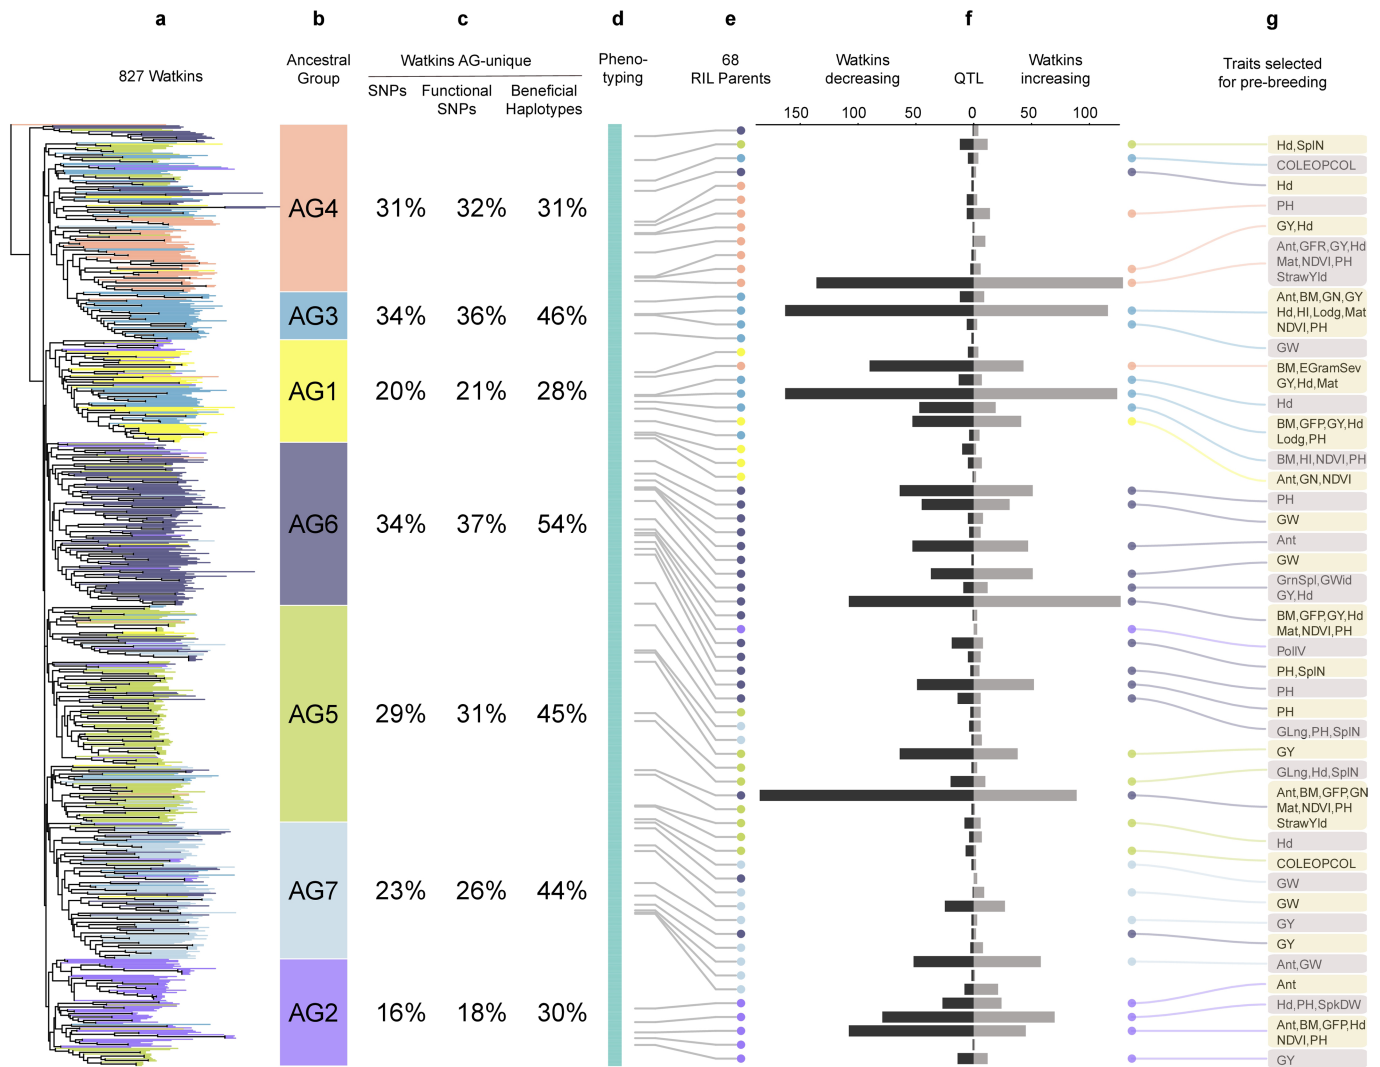 a b c d e f g
827 Watkins
Ancestral
Group
Watkins AG-unique
SNPs
Functional
SNPs
Beneficial
Haplotypes
Pheno-
typing
68
RIL Parents
Watkins
decreasing
QTL
Watkins
increasing
Traits selected
for pre-breeding
150 100 50 0 50 100
AG4 31% 32% 31%
AG3 34% 36% 46%
AG1 20% 21% 28%
AG6 34% 37% 54%
AG5 29% 31% 45%
AG7 23% 26% 44%
AG2 16% 18% 30%
Hd,SplN
COLEOPCOL
Hd
PH
GY,Hd
Ant,GFR,GY,Hd
Mat,NDVI,PH
StrawYld
Ant,BM,GN,GY
Hd,HI,Lodg,Mat
NDVI,PH
GW
BM,EGramSev
GY,Hd,Mat
Hd
BM,GFP,GY,Hd
Lodg,PH
BM,HI,NDVI,PH
Ant,GN,NDVI
PH
GW
Ant
GW
GrnSpl,GWid
GY,Hd
BM,GFP,GY,Hd
Mat,NDVI,PH
PollV
PH,SplN
PH
PH
GLng,PH,SplN
GY
GLng,Hd,SplN
Ant,BM,GFP,GN
Mat,NDVI,PH
StrawYld
Hd
COLEOPCOL
GW
GW
GY
GY
Ant,GW
Ant
Hd,PH,SpkDW
Ant,BM,GFP,Hd
NDVI,PH
GY